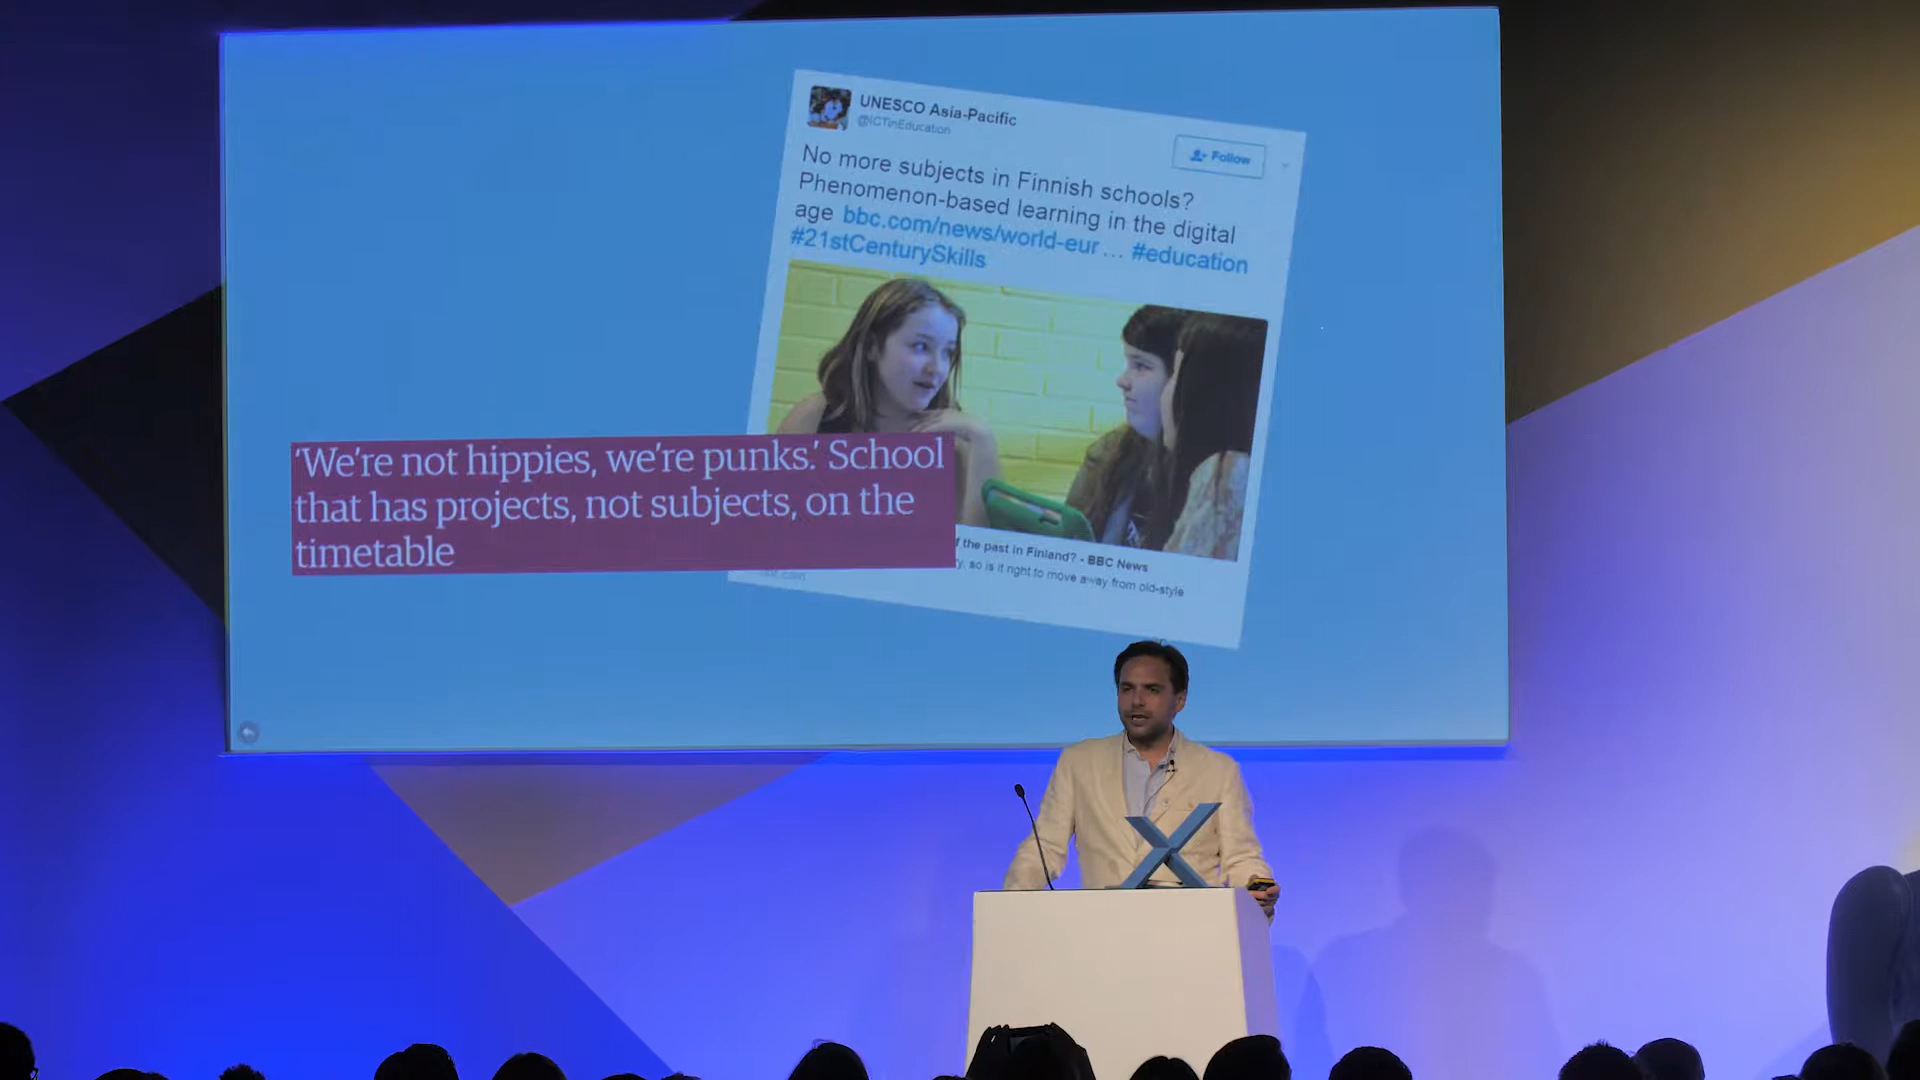 UNESCO Asia-Pacific
@ICTinEducation
Follow
No more subjects in Finnish schools?
Phenomenon-based learning in the digital
age bbc.com/news/world-eur ... #education
#21stCenturySkills
'We're not hippies, we're punks.' School
that has projects, not subjects, on the
timetable
f the past in Finland? - BBC News
y, so is it right to move away from old-style
X